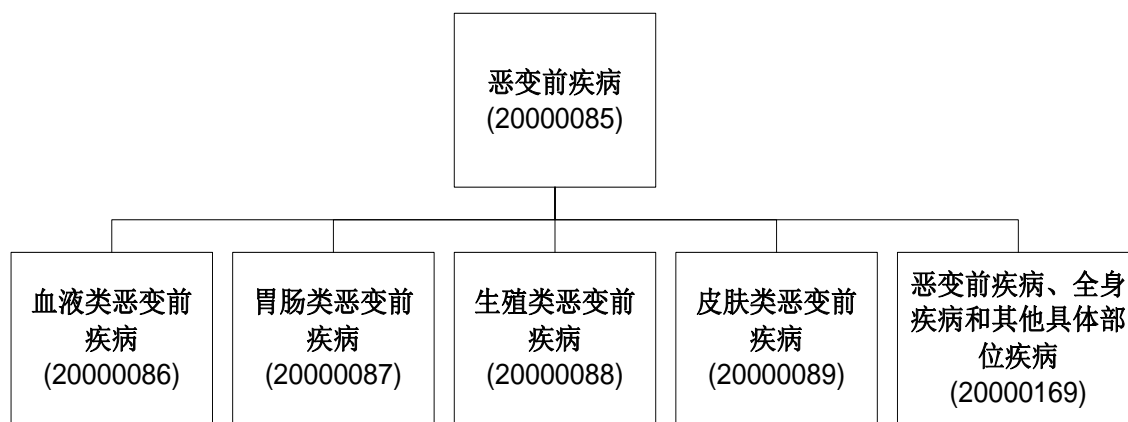 恶变前疾病
(20000085)
血液类恶变前
疾病
(20000086)
胃肠类恶变前
疾病
(20000087)
生殖类恶变前
疾病
(20000088)
皮肤类恶变前
疾病
(20000089)
恶变前疾病、全身
疾病和其他具体部
位疾病
(20000169)